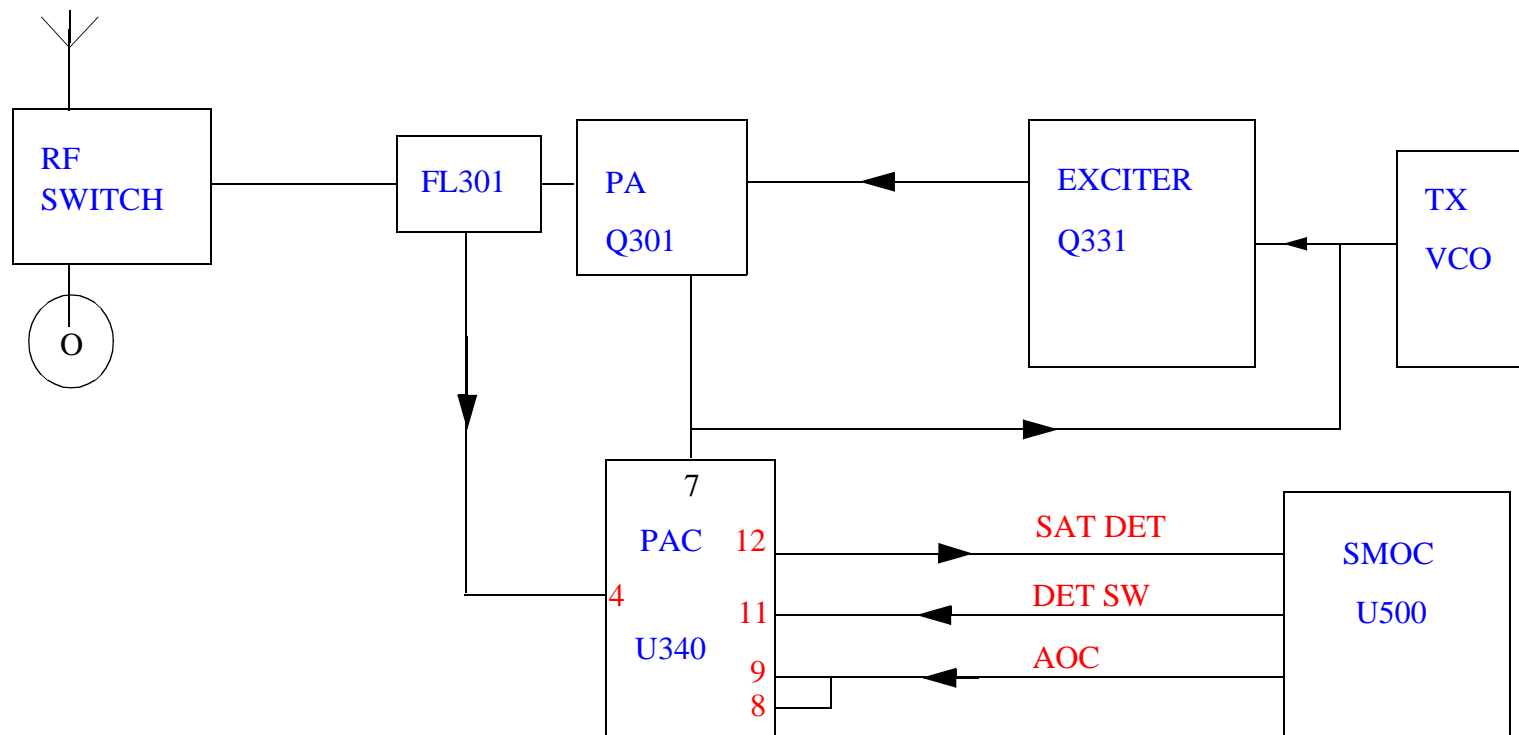 RF
SWITCH
O
FL301
PA
Q301
EXCITER
Q331
TX
VCO
7
PAC
12
4
11
U340
9
8
SAT DET
DET SW
AOC
SMOC
U500